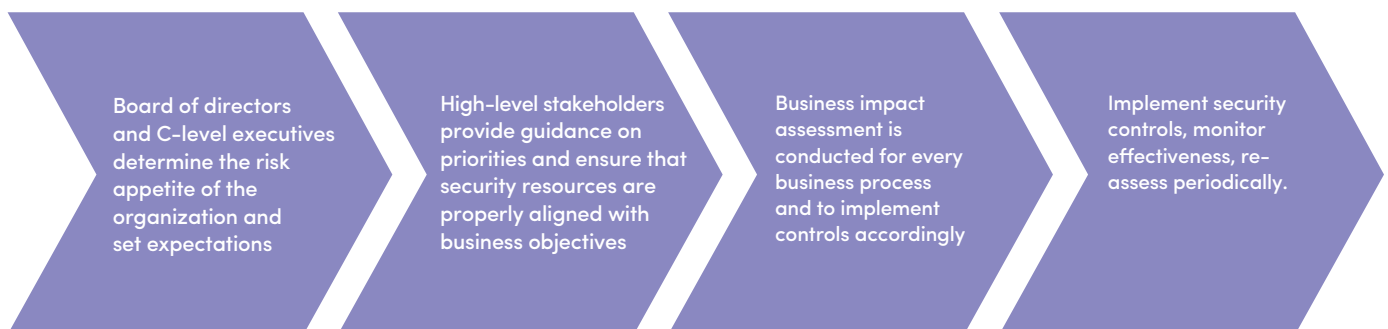 Board of directors
and C-level executives
determine the risk
appetite of the
organization and
set expectations
High-level stakeholders
provide guidance on
priorities and ensure that
security resources are
properly aligned with
business objectives
Business impact
assessment is
conducted for every
business process
and to implement
controls accordingly
Implement security
controls, monitor
effectiveness, re-
assess periodically.